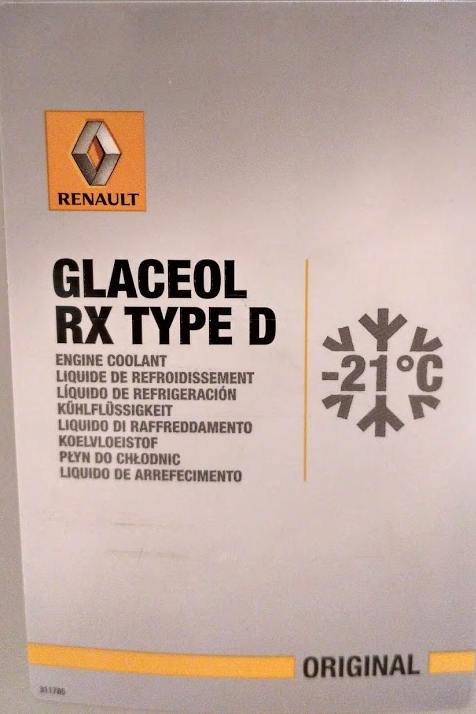 RENAULT
GLACEOL
RX TYPE D
ENGINE COOLANT
LIQUIDE DE REFROIDISSEMENT
LÍQUIDO DE REFRIGERACIÓN
KÜHLFLÜSSIGKEIT
LIQUIDO DI RAFFREDDAMENTO
KOELVLOEISTOF
PŁYN DO CHŁODNIC
LIQUIDO DE ARREFECIMENTO
-21°C
ORIGINAL